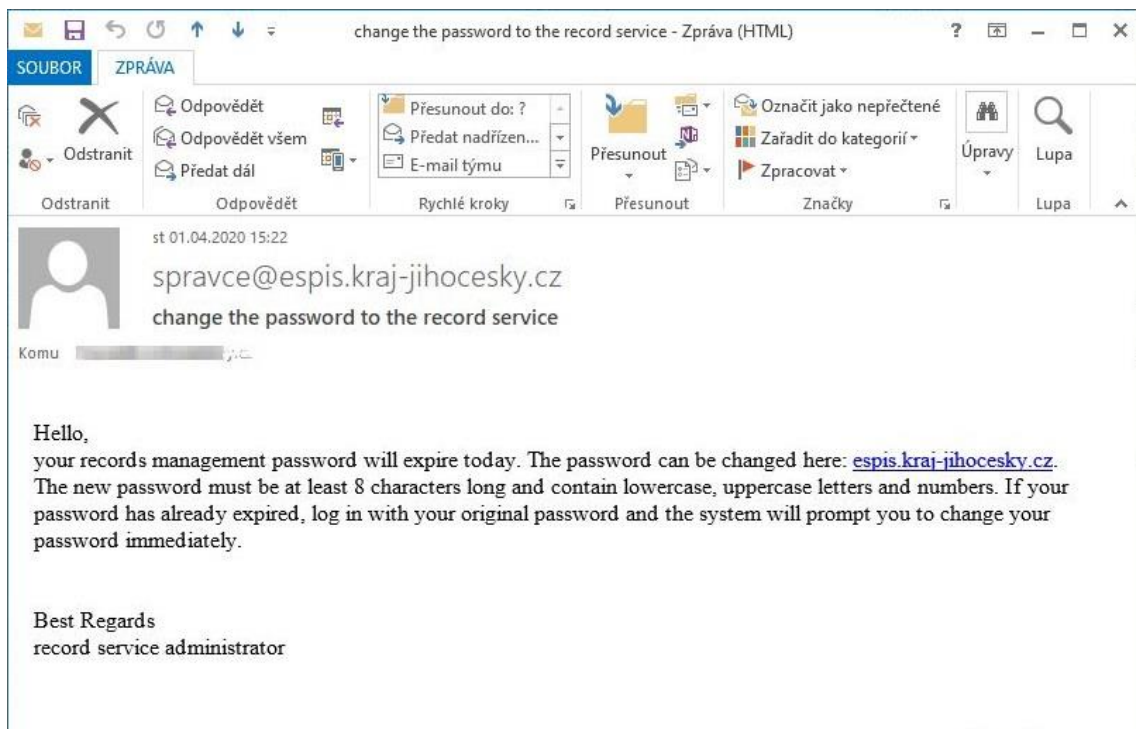 change the password to the record service - Zpráva (HTML)
SOUBOR ZPRÁVA
Odstranit
Odpovědět
Odpovědět všem
Předat dál
Přesunout do: ?
Předat nadřízen...
E-mail týmu
Přesunout
Označit jako nepřečtené
Zařadit do kategorií
Zpracovat
Úpravy
Lupa
Odstranit Odpovědět Rychlé kroky Přesunout Značky Lupa
st 01.04.2020 15:22
spravce@espis.kraj-jihocesky.cz
change the password to the record service
Komu
Hello,
your records management password will expire today. The password can be changed here: espis.kraj-jihocesky.cz.
The new password must be at least 8 characters long and contain lowercase, uppercase letters and numbers. If your
password has already expired, log in with your original password and the system will prompt you to change your
password immediately.
Best Regards
record service administrator